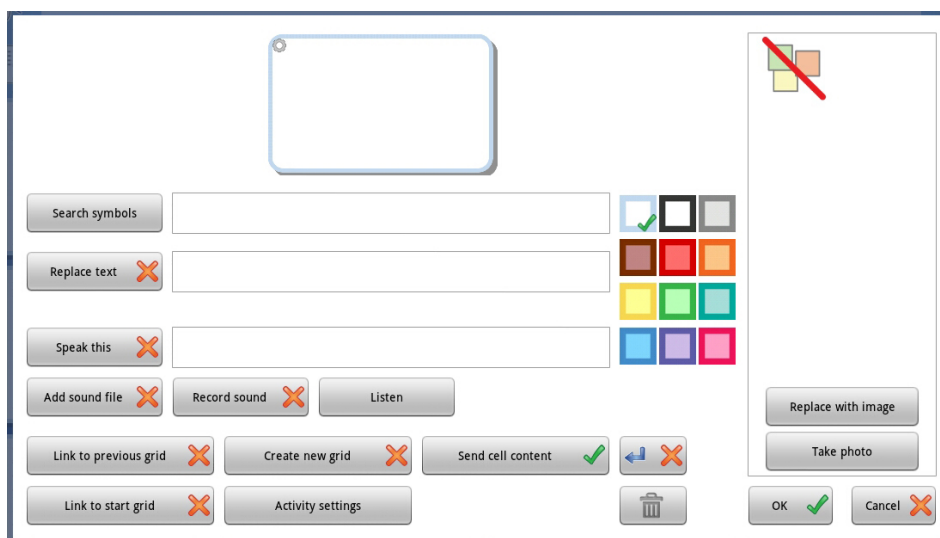 Search symbols
Replace text
Speak this
Add sound file
Record sound
Listen
Replace with image
Link to previous grid
Create new grid
Send cell content
Take photo
Link to start grid
Activity settings
OK
Cancel